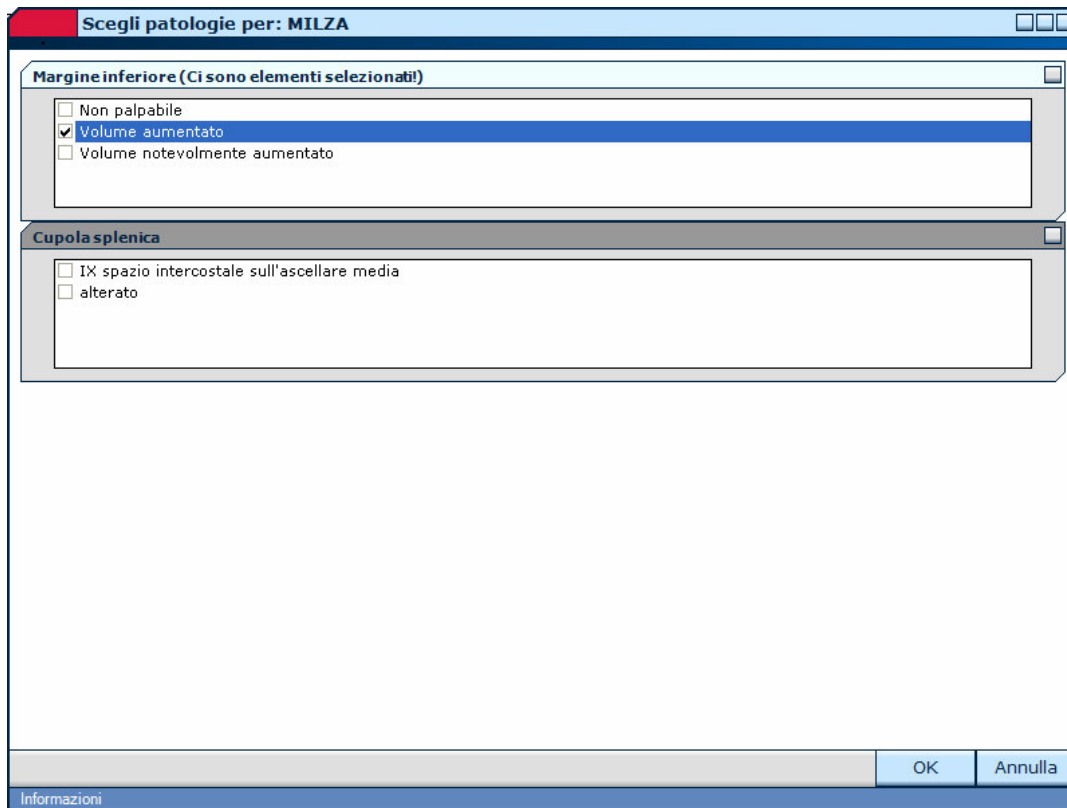 Scegli patologie per: MILZA
Margine inferiore (Ci sono elementi selezionati!)
Non palpabile
Volume aumentato
Volume notevolmente aumentato
Cupola splenica
IX spazio intercostale sull'ascellare media
alterato
OK
Annulla
Informazioni